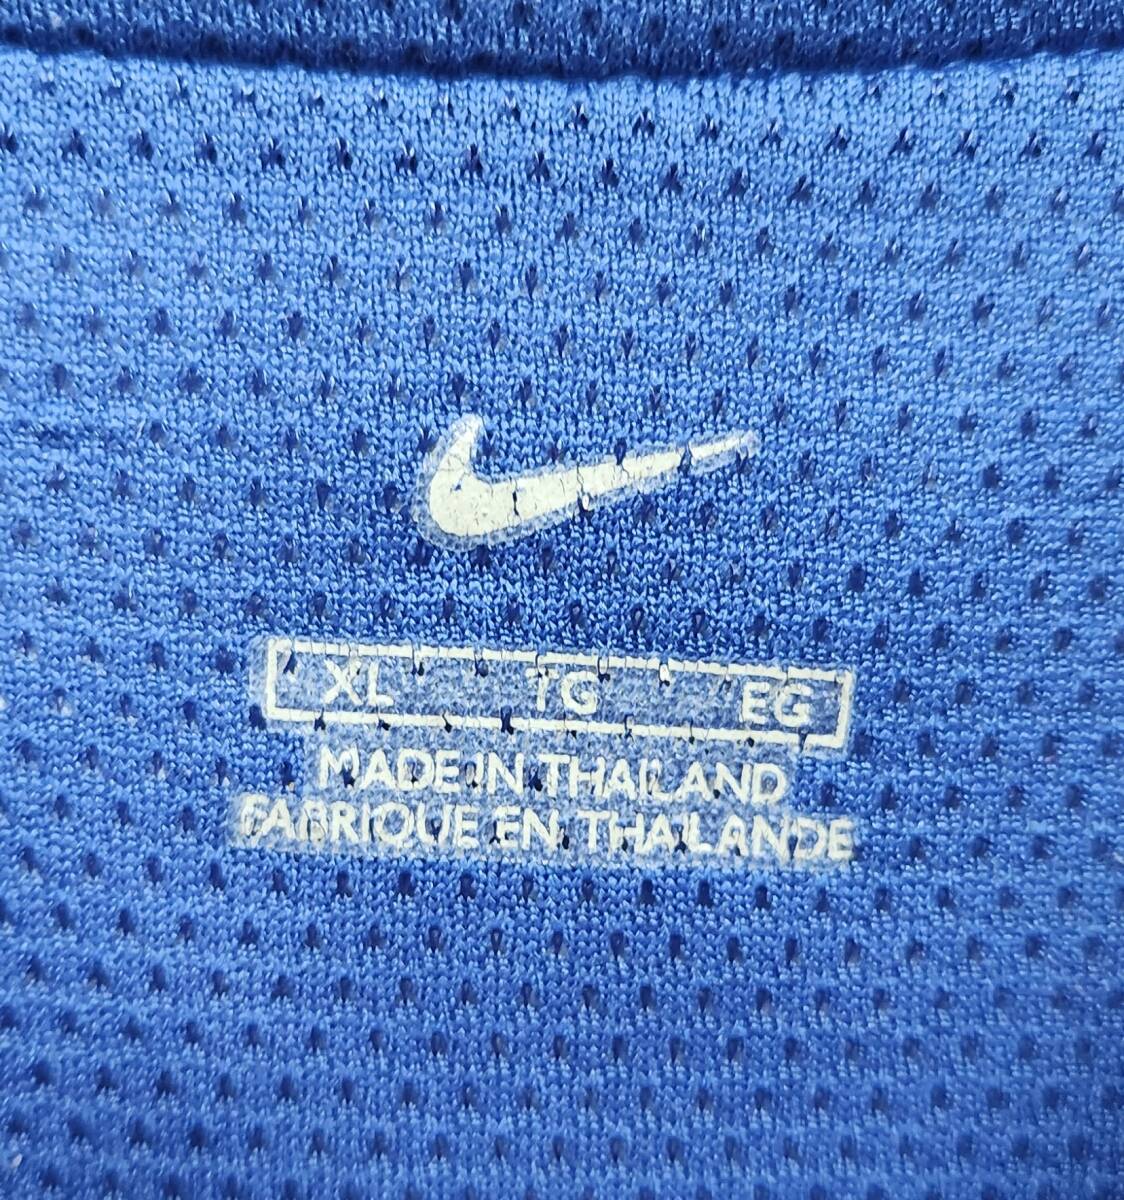 XL TG EG
MADE IN THAILAND
FABRIQUE EN THAILANDE